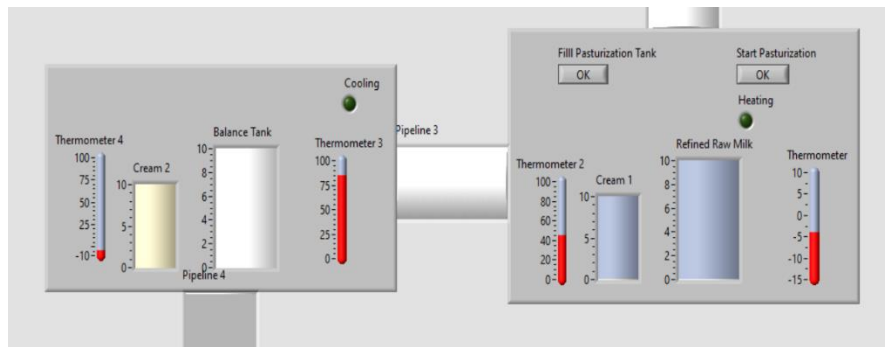 Cooling
Thermometer 4
Balance Tank
Thermometer 3
Cream 2
100
75
50
25
-10
10
5
0
10
8
6
4
2
0
100
75
50
25
0
Pipeline 4
Pipeline 3
Filll Pasturization Tank
Start Pasturization
OK
OK
Heating
Refined Raw Milk
Thermometer 2
Cream 1
Thermometer
100
80
60
40
20
0
10
5
0
10
8
6
4
2
0
10
5
0
-5
-10
-15